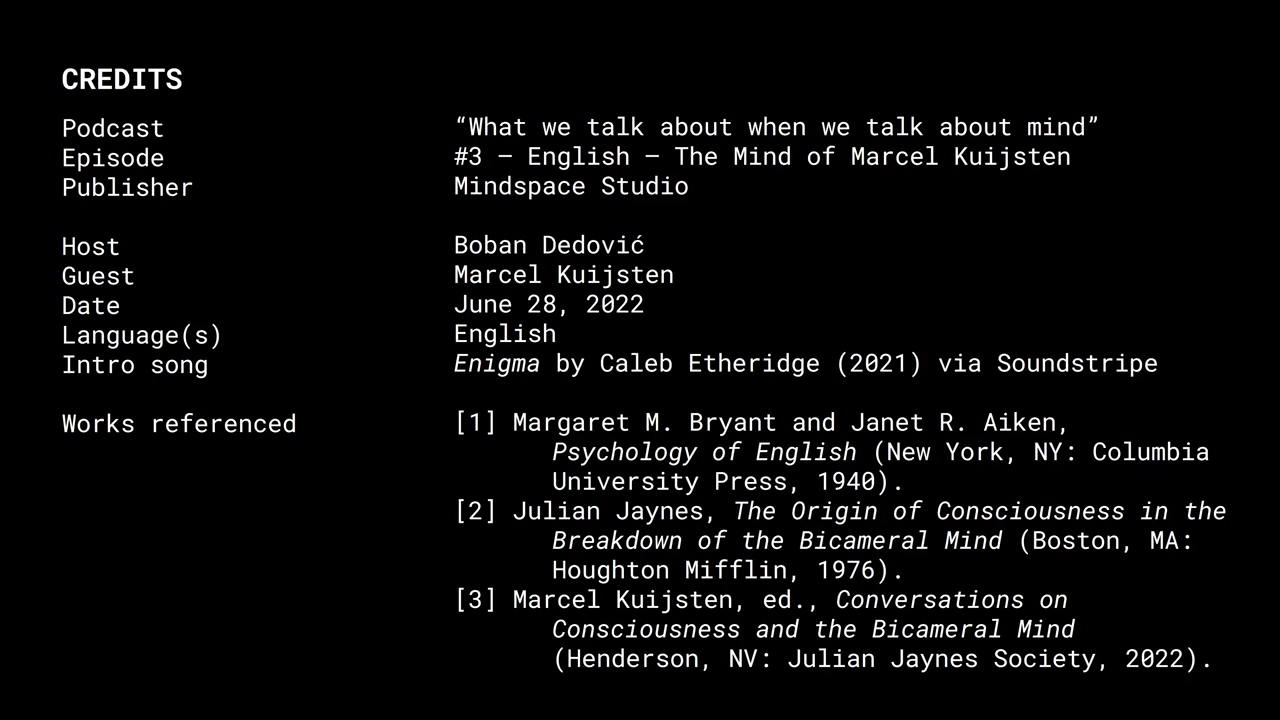 CREDITS
Podcast “What we talk about when we talk about mind”
Episode #3 – English – The Mind of Marcel Kuijsten
Publisher Mindspace Studio
Host Boban Dedović
Guest Marcel Kuijsten
Date June 28, 2022
Language(s) English
Intro song Enigma by Caleb Etheridge (2021) via Soundstripe
Works referenced [1] Margaret M. Bryant and Janet R. Aiken,
Psychology of English (New York, NY: Columbia
University Press, 1940).
[2] Julian Jaynes, The Origin of Consciousness in the
Breakdown of the Bicameral Mind (Boston, MA:
Houghton Mifflin, 1976).
[3] Marcel Kuijsten, ed., Conversations on
Consciousness and the Bicameral Mind
(Henderson, NV: Julian Jaynes Society, 2022).